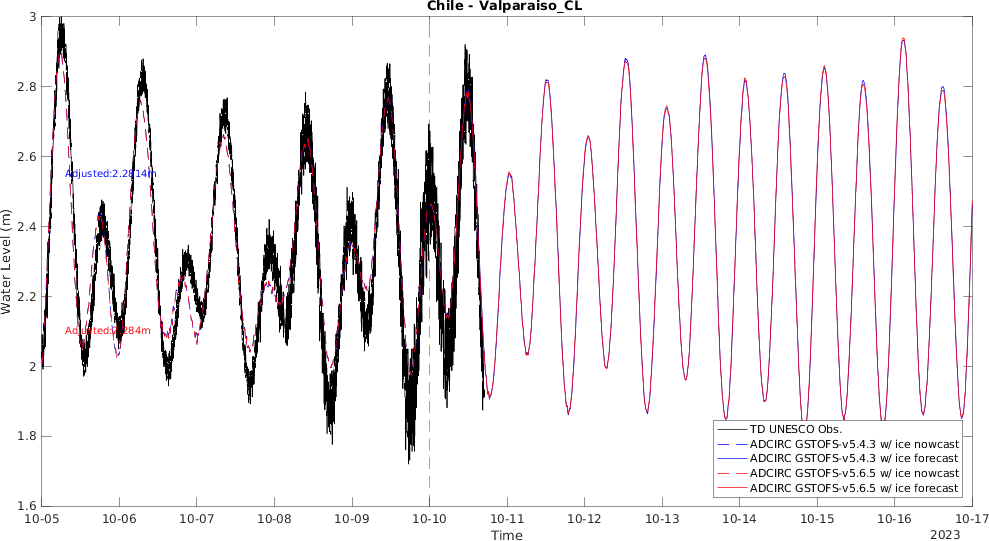 Chile - Valparaiso_CL
Water Level (m)
3
2.8
2.6
2.4
2.2
2
1.8
1.6
Adjusted:2.2814m
Adjusted:2.284m
TD UNESCO Obs.
ADCIRC GSTOFS-v5.4.3 w/ ice nowcast
ADCIRC GSTOFS-v5.4.3 w/ ice forecast
ADCIRC GSTOFS-v5.6.5 w/ ice nowcast
ADCIRC GSTOFS-v5.6.5 w/ ice forecast
10-05 10-06 10-07 10-08 10-09 10-10 10-11 10-12 10-13 10-14 10-15 10-16 10-17
Time
2023